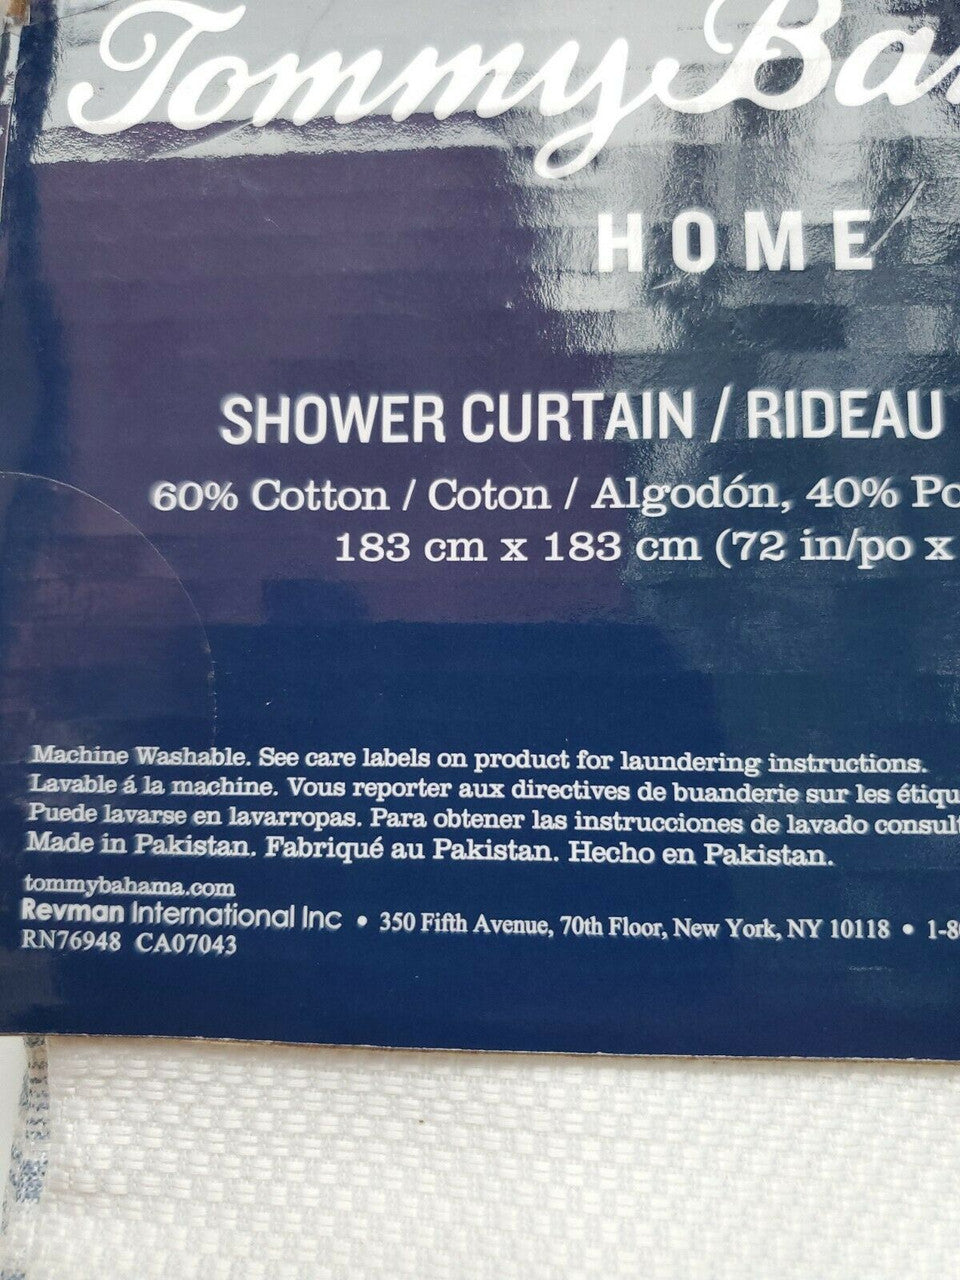 Tommy Ba
HOME
SHOWER CURTAIN / RIDEAU
60% Cotton / Coton / Algodón, 40% Po
183 cm x 183 cm (72 in/po x
Machine Washable. See care labels on product for laundering instructions.
Lavable á la machine. Vous reporter aux directives de buanderie sur les étiqu
Puede lavarse en lavarropas. Para obtener las instrucciones de lavado consult
Made in Pakistan. Fabriqué au Pakistan. Hecho en Pakistan.
tommybahama.com
Revman International Inc • 350 Fifth Avenue, 70th Floor, New York, NY 10118 • 1-8
RN76948 CA07043